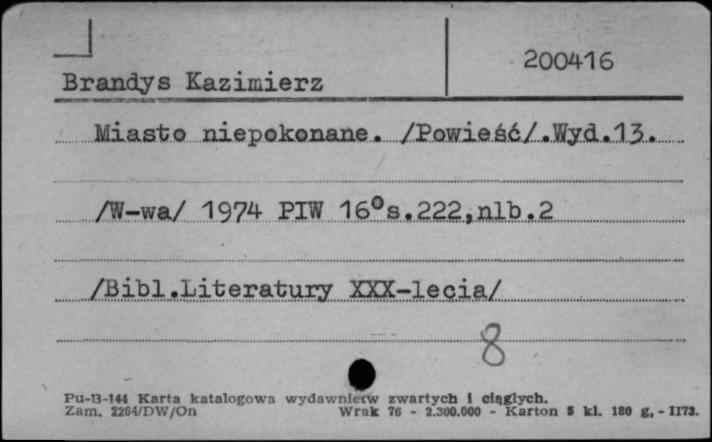 200416
Brandys Kazimierz
Miasto niepokonane. /Powieść/.Wyd.13.
/W-wa/ 1974 PIW 16°s.222,nlb.2
/Bibl.Literatury XXX-lecia/
8
Pu-B-144 Karta katalogowa wydawnictw zwartych i ciągłych.
Zam. 2264/DW/On Wrak 76 - 2.300.000 - Karton 5 kl. 180 g, - II73.